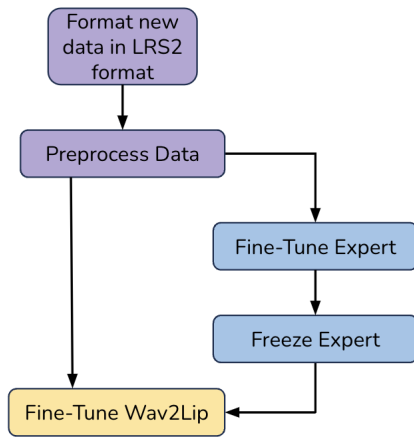 Format new
data in LRS2
format
Preprocess Data
Fine-Tune Expert
Freeze Expert
Fine-Tune Wav2Lip